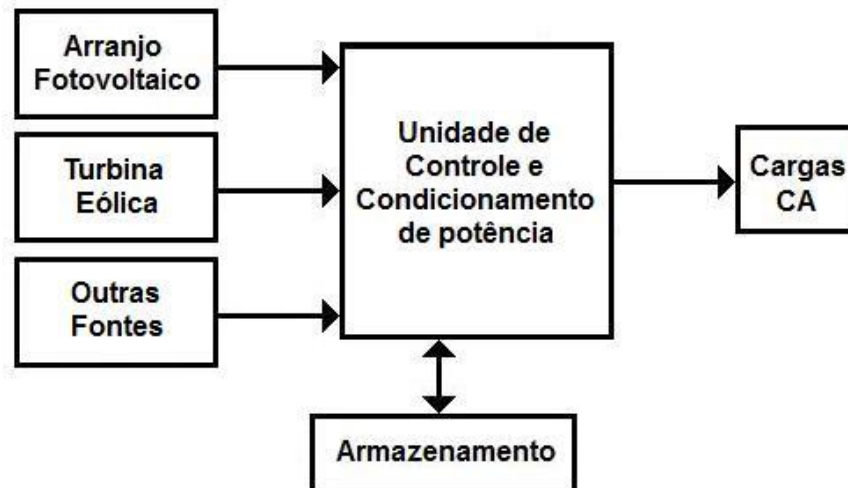 Arranjo
Fotovoltaico
Turbina
Eólica
Outras
Fontes
Unidade de
Controle e
Condicionamento
de potência
Cargas
CA
Armazenamento